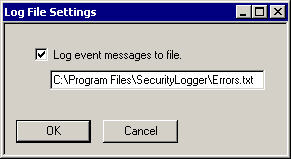 Log File Settings
Log event messages to file.
C:\Program Files\SecurityLogger\Errors.txt
OK
Cancel